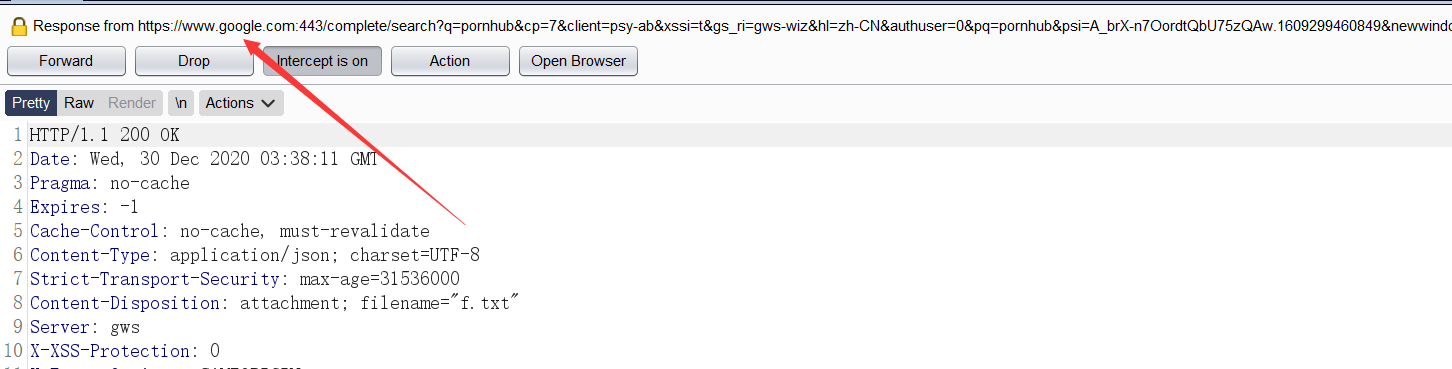 Response from https://www.google.com:443/complete/search?q=pornhub&cp=7&client=psy-ab&xssi=t&gs_ri=gws-wiz&hl=zh-CN&authuser=0&pq=pornhub&psi=A_brX-n7OordtQbU75zQAw.1609299460849&newwindo
Forward Drop Intercept is on Action Open Browser
Pretty Raw Render \n Actions
1 HTTP/1.1 200 OK
2 Date: Wed, 30 Dec 2020 03:38:11 GMT
3 Pragma: no-cache
4 Expires: -1
5 Cache-Control: no-cache, must-revalidate
6 Content-Type: application/json; charset=UTF-8
7 Strict-Transport-Security: max-age=31536000
8 Content-Disposition: attachment; filename="f.txt"
9 Server: gws
10 X-XSS-Protection: 0